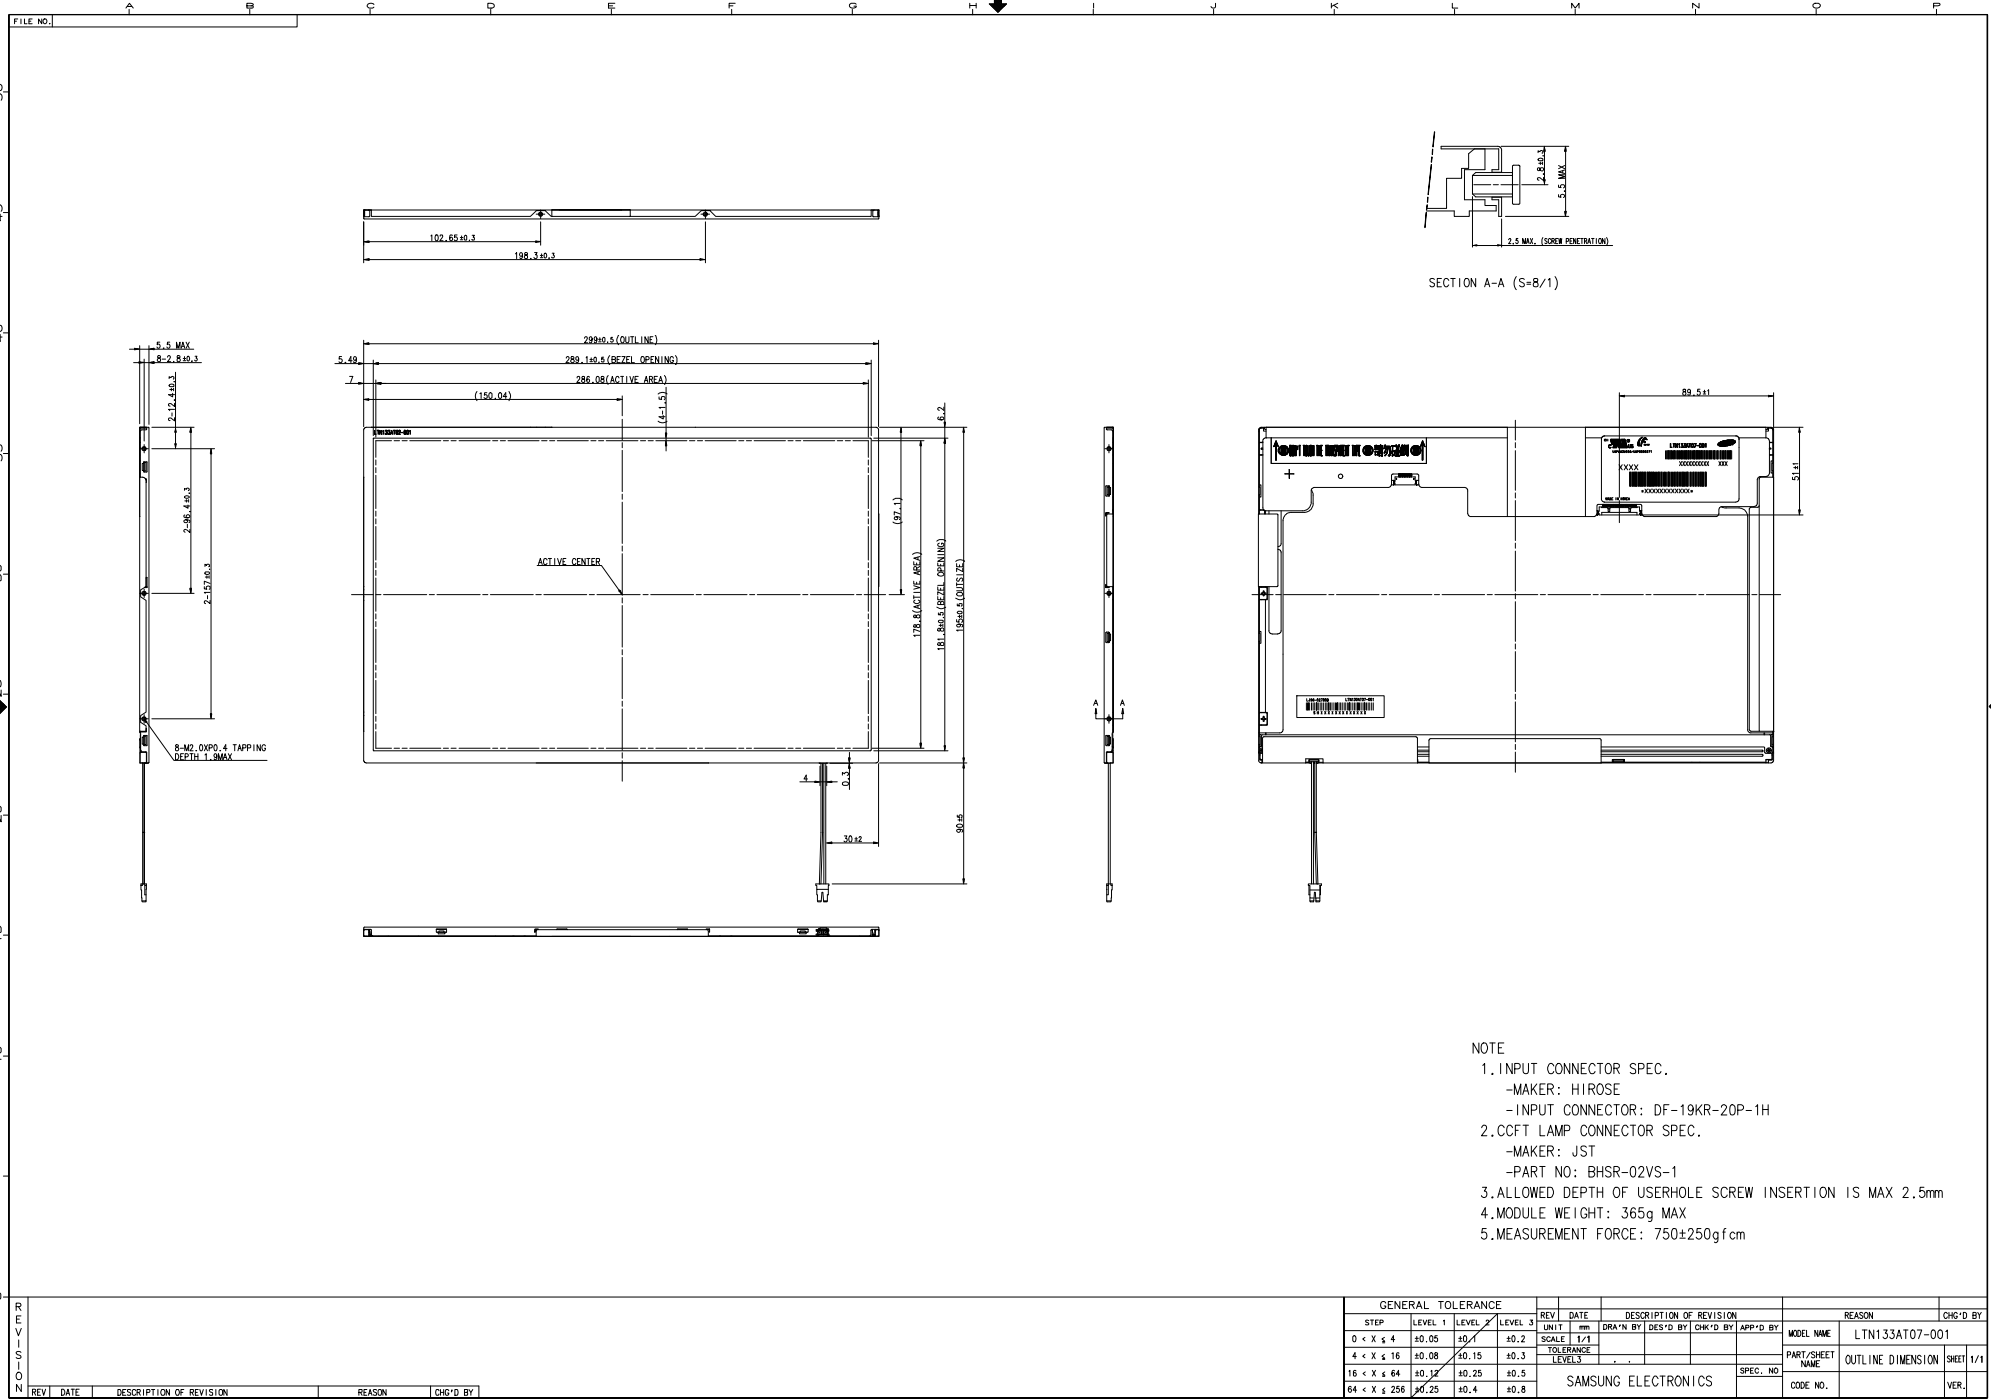 A B C D E F G H I J K L M N O P
FILE NO.
102.65±0.3
198.3±0.3
2.8±0.3
5.5 MAX
2.5 MAX. (SCREW PENETRATION)
SECTION A-A (S=8/1)
5.5 MAX
8-2.8±0.3
2-12.4±0.3
2-96.4±0.3
2-157±0.3
8-M2.0XP0.4 TAPPING
DEPTH 1.9MAX
299±0.5(OUTLINE)
5.49
289.1±0.5(BEZEL OPENING)
7
286.08(ACTIVE AREA)
(150.04)
(4-1.5)
6.2
(97.1)
ACTIVE CENTER
178.8(ACTIVE AREA)
181.8±0.5(BEZEL OPENING)
195±0.5(OUTSIZE)
4
0.3
30±2
90±5
A A
89.5±1
51±1
LTN133AT07-001
XXXXXXXXXX XXX
XXXX
*XXXXXXXXXXXX*
MADE IN KOREA
LTN133AT07-001
NOTE
1.INPUT CONNECTOR SPEC.
-MAKER: HIROSE
-INPUT CONNECTOR: DF-19KR-20P-1H
2.CCFT LAMP CONNECTOR SPEC.
-MAKER: JST
-PART NO: BHSR-02VS-1
3.ALLOWED DEPTH OF USERHOLE SCREW INSERTION IS MAX 2.5mm
4.MODULE WEIGHT: 365g MAX
5.MEASUREMENT FORCE: 750±250gfcm
REVISION
REV DATE DESCRIPTION OF REVISION REASON CHG'D BY
GENERAL TOLERANCE
STEP LEVEL 1 LEVEL 2 LEVEL 3
0 < X ≤ 4 ±0.05 ±0.1 ±0.2
4 < X ≤ 16 ±0.08 ±0.15 ±0.3
16 < X ≤ 64 ±0.12 ±0.25 ±0.5
64 < X ≤ 256 ±0.25 ±0.4 ±0.8
REV DATE DESCRIPTION OF REVISION REASON CHG'D BY
UNIT mm DRA'N BY DES'D BY CHK'D BY APP'D BY
SCALE 1/1
TOLERANCE
LEVEL3 . .
SAMSUNG ELECTRONICS
SPEC. NO
MODEL NAME LTN133AT07-001
PART/SHEET NAME OUTLINE DIMENSION SHEET 1/1
CODE NO. VER.